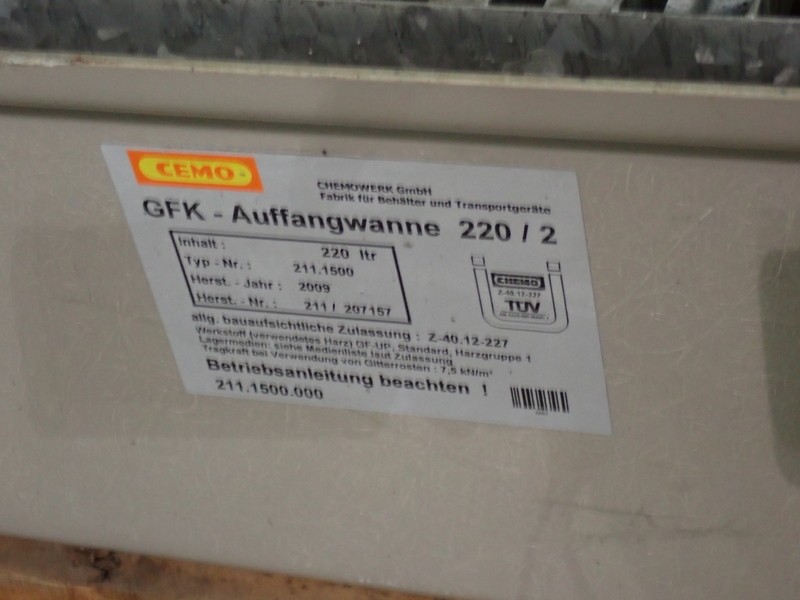 CEMO
CHEMOWERK GmbH
Fabrik für Behälter und Transportgeräte
GFK - Auffangwanne 220 / 2
Inhalt : 220 ltr
Typ-Nr. : 211.1500
Herst. - Jahr : 2009
Herst. - Nr. : 211 / 207157
CHEMO
Z-40.12-227
TÜV
allg. bauaufsichtliche Zulassung : Z-40.12-227
Werkstoff (verwendetes Harz) GF-UP, Standard, Harzgruppe 1
Lagermedien: siehe Medienliste laut Zulassung
Tragkraft bei Verwendung von Gitterrosten : 7,5 kN/m²
Betriebsanleitung beachten !
211.1500.000